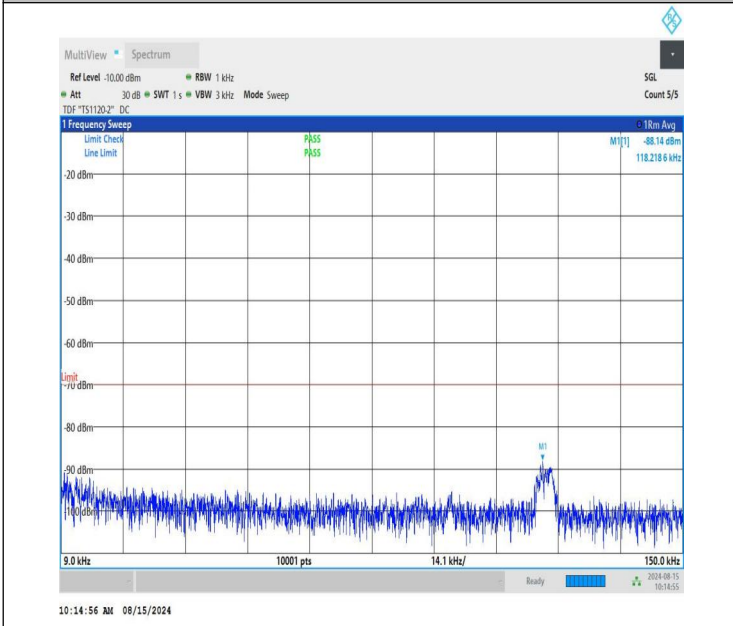 MultiView Spectrum
Ref Level -10.00 dBm RBW 1 kHz SGL
Att 30 dB SWT 1 s VBW 3 kHz Mode Sweep Count 5/5
TDF "TS1120-2" DC
1 Frequency Sweep 1Rm Avg
Limit Check PASS M1[1] -88.14 dBm
Line Limit PASS 118.218 6 kHz
-20 dBm
-30 dBm
-40 dBm
-50 dBm
-60 dBm
Limit
-70 dBm
-80 dBm
M1
-90 dBm
-100 dBm
9.0 kHz 10001 pts 14.1 kHz/ 150.0 kHz
Ready 2024-08-15
10:14:55
10:14:56 AM 08/15/2024